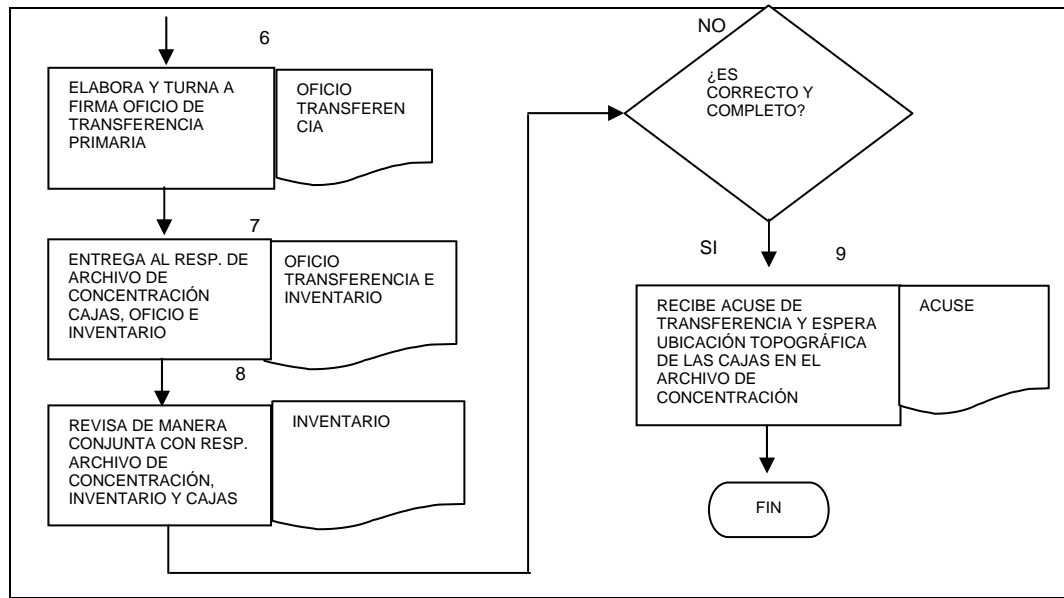 6
ELABORA Y TURNA A
FIRMA OFICIO DE
TRANSFERENCIA
PRIMARIA
OFICIO
TRANSFEREN
CIA
7
ENTREGA AL RESP. DE
ARCHIVO DE
CONCENTRACIÓN
CAJAS, OFICIO E
INVENTARIO
OFICIO
TRANSFERENCIA E
INVENTARIO
8
REVISA DE MANERA
CONJUNTA CON RESP.
ARCHIVO DE
CONCENTRACIÓN,
INVENTARIO Y CAJAS
INVENTARIO
NO
¿ES
CORRECTO Y
COMPLETO?
SI
9
RECIBE ACUSE DE
TRANSFERENCIA Y ESPERA
UBICACIÓN TOPOGRÁFICA
DE LAS CAJAS EN EL
ARCHIVO DE
CONCENTRACIÓN
ACUSE
FIN